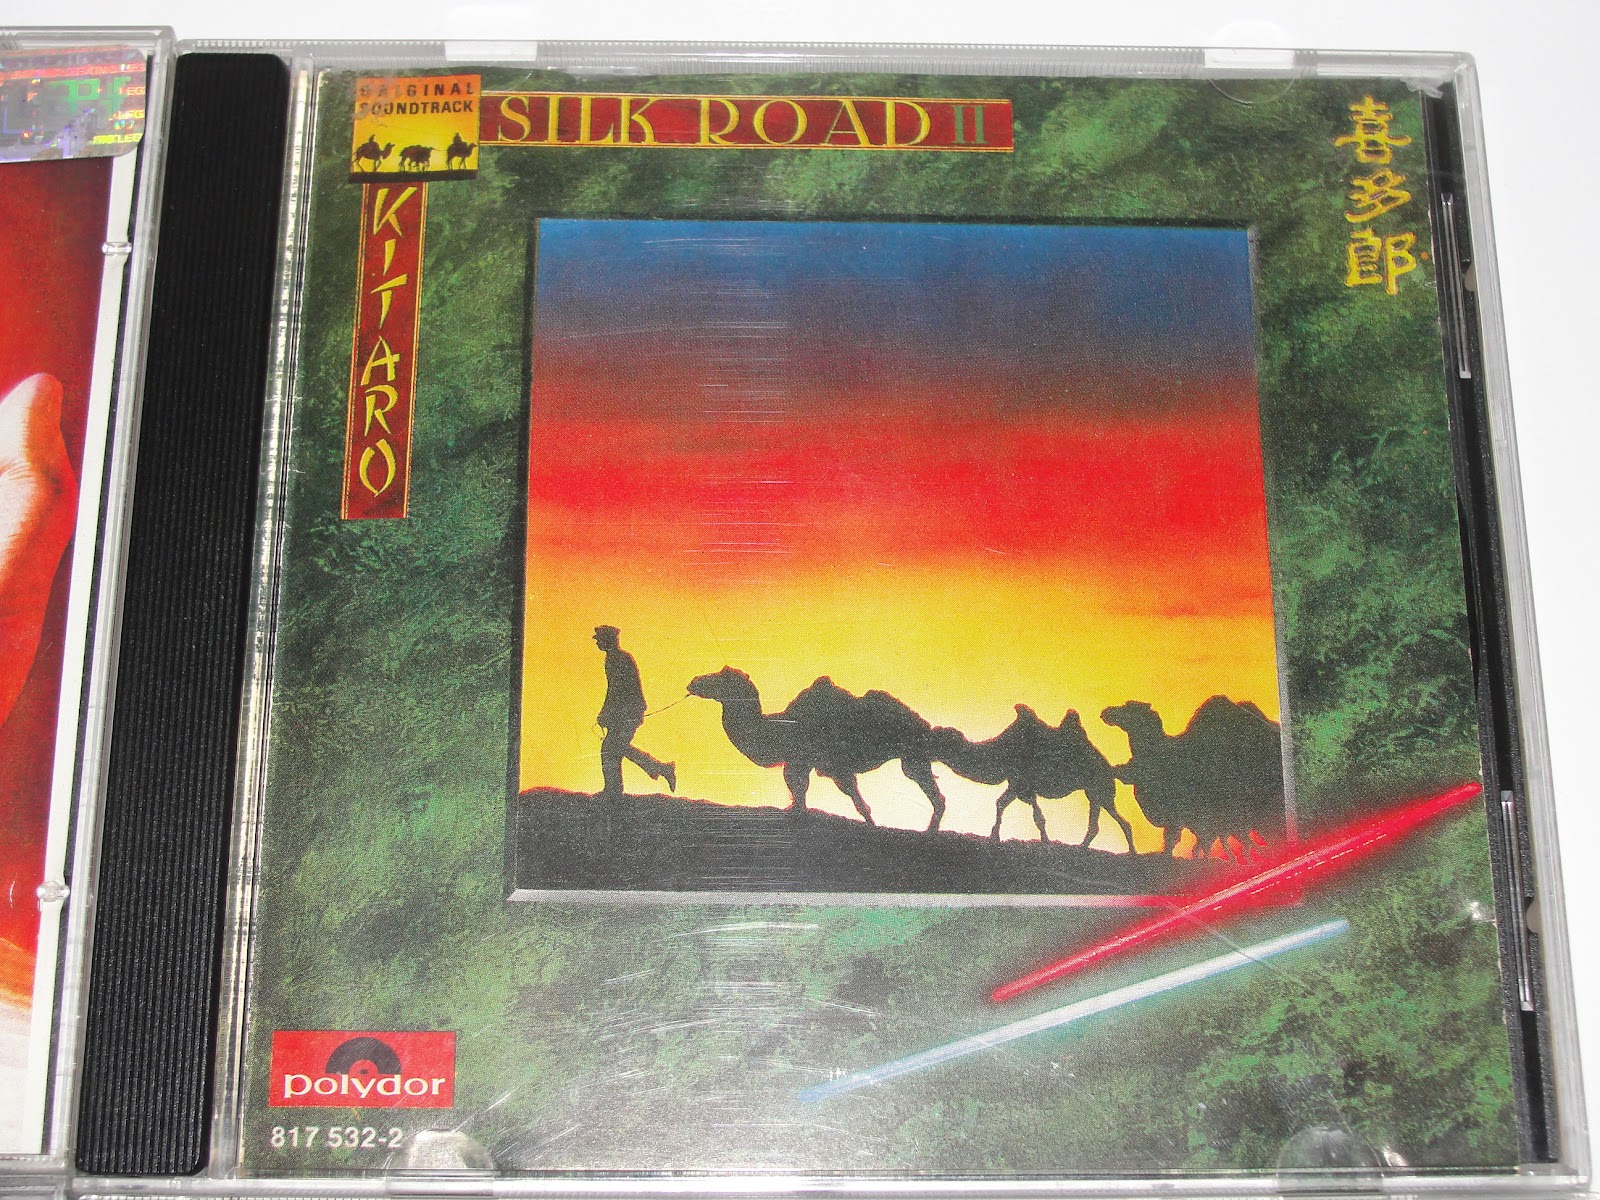 ORIGINAL
SOUNDTRACK
SILK ROAD II
KITARO
喜多郎
polydor
817 532-2